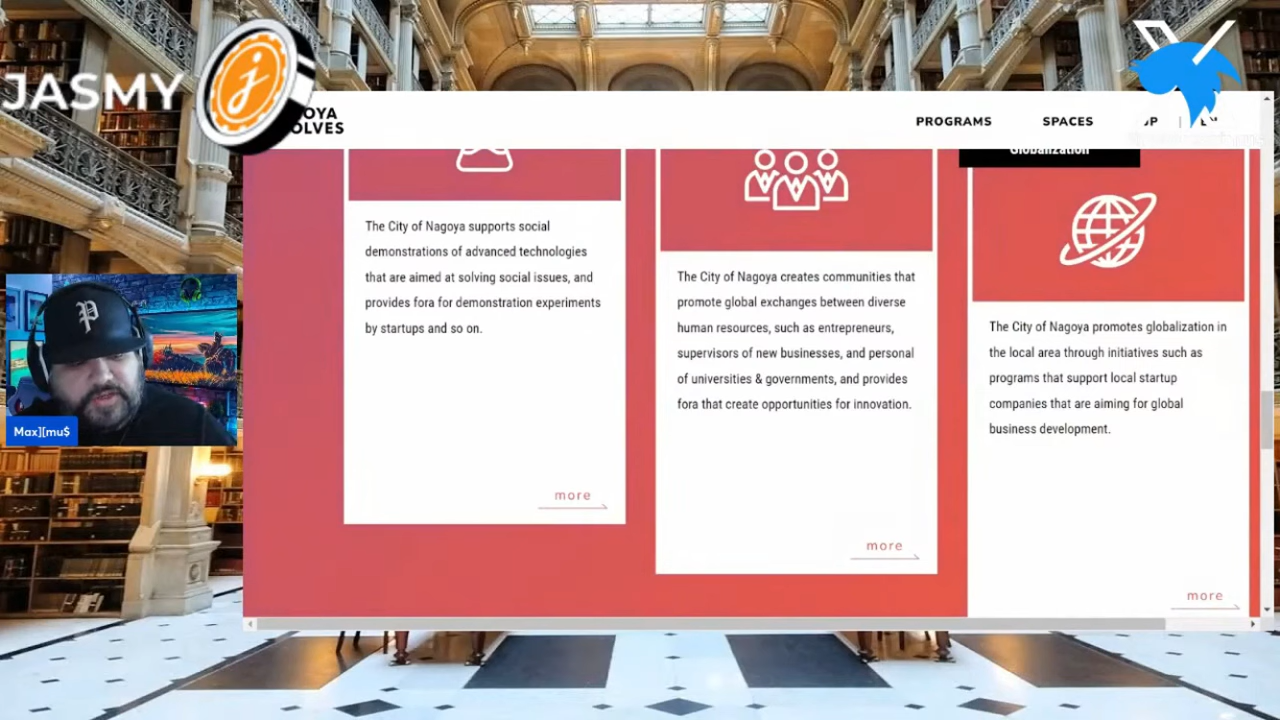 JASMY
OYA
OLVES
PROGRAMS
SPACES
Globalization
The City of Nagoya supports social
demonstrations of advanced technologies
that are aimed at solving social issues, and
provides fora for demonstration experiments
by startups and so on.
more
The City of Nagoya creates communities that
promote global exchanges between diverse
human resources, such as entrepreneurs,
supervisors of new businesses, and personal
of universities & governments, and provides
fora that create opportunities for innovation.
more
The City of Nagoya promotes globalization in
the local area through initiatives such as
programs that support local startup
companies that are aiming for global
business development.
more
P
Max][mu$